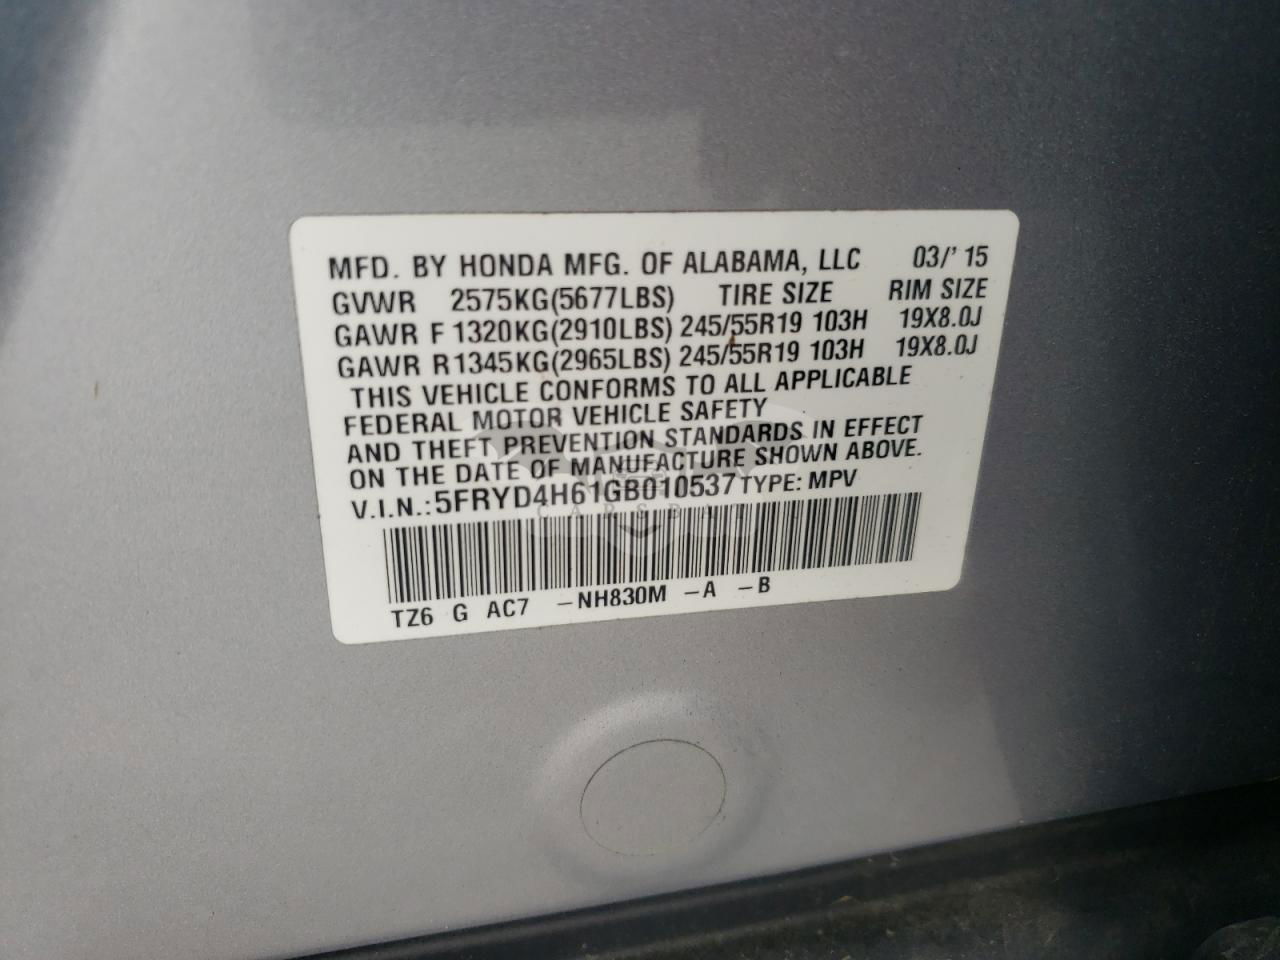 MFD. BY HONDA MFG. OF ALABAMA, LLC 03/' 15
GVWR 2575KG(5677LBS) TIRE SIZE RIM SIZE
GAWR F 1320KG(2910LBS) 245/55R19 103H 19X8.0J
GAWR R 1345KG(2965LBS) 245/55R19 103H 19X8.0J
THIS VEHICLE CONFORMS TO ALL APPLICABLE
FEDERAL MOTOR VEHICLE SAFETY
AND THEFT PREVENTION STANDARDS IN EFFECT
ON THE DATE OF MANUFACTURE SHOWN ABOVE.
V.I.N.:5FRYD4H61GB010537 TYPE: MPV
TZ6 G AC7 -NH830M -A -B